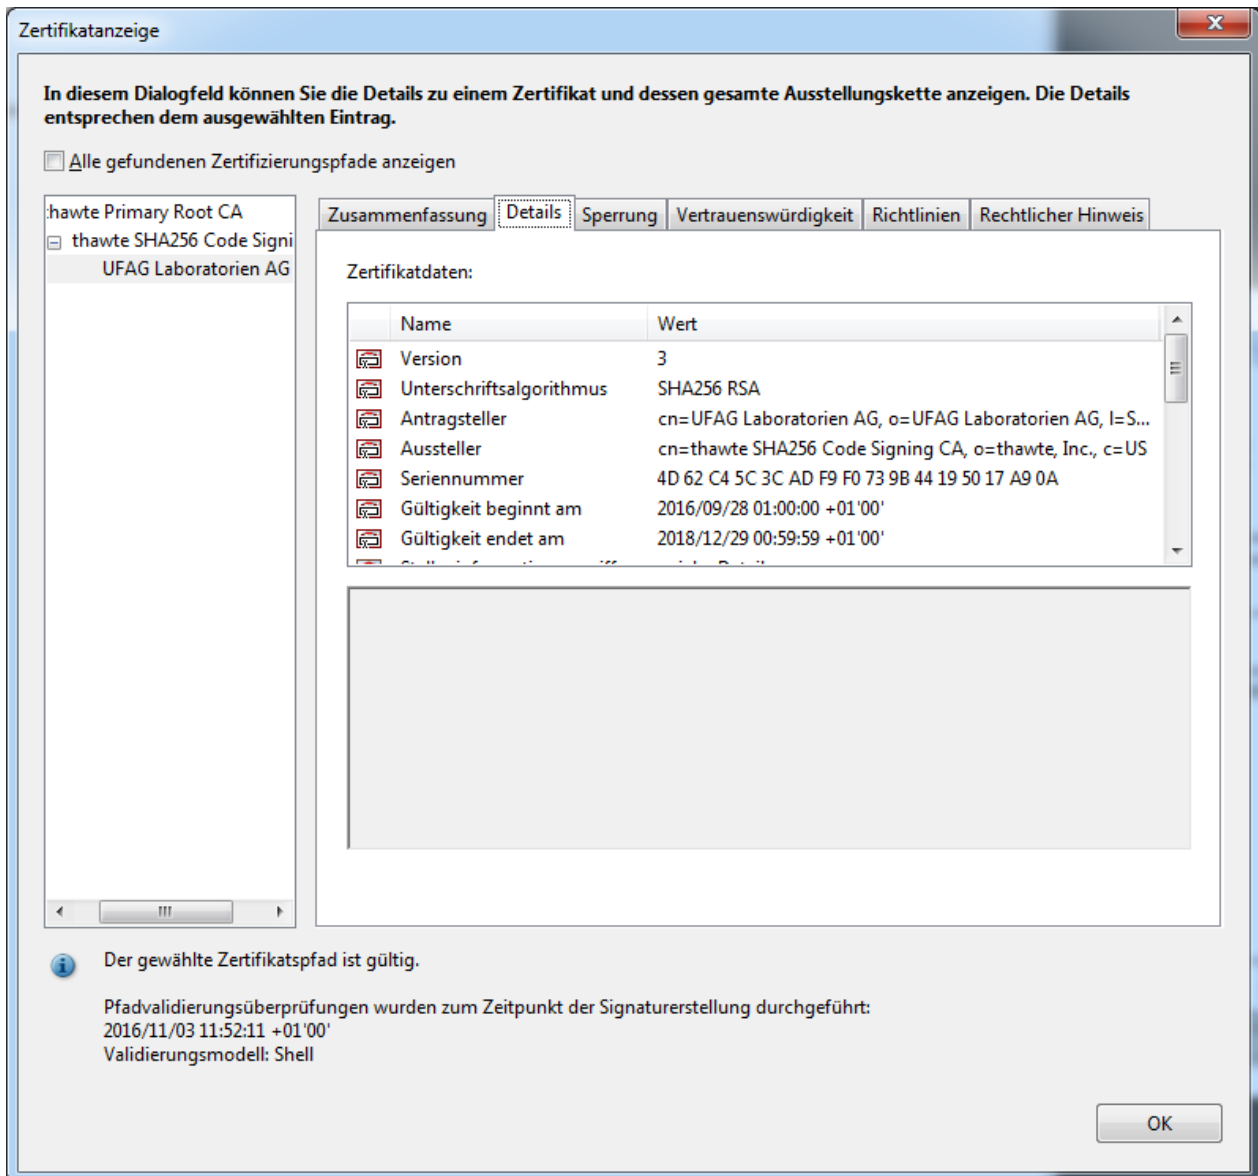 Zertifikatanzeige
In diesem Dialogfeld können Sie die Details zu einem Zertifikat und dessen gesamte Ausstellungskette anzeigen. Die Details
entsprechen dem ausgewählten Eintrag.
Alle gefundenen Zertifizierungspfade anzeigen
hawte Primary Root CA
thawte SHA256 Code Signi
UFAG Laboratorien AG
Zusammenfassung Details Sperrung Vertrauenswürdigkeit Richtlinien Rechtlicher Hinweis
Zertifikatdaten:
Name Wert
Version 3
Unterschriftsalgorithmus SHA256 RSA
Antragsteller cn=UFAG Laboratorien AG, o=UFAG Laboratorien AG, l=S...
Aussteller cn=thawte SHA256 Code Signing CA, o=thawte, Inc., c=US
Seriennummer 4D 62 C4 5C 3C AD F9 F0 73 9B 44 19 50 17 A9 0A
Gültigkeit beginnt am 2016/09/28 01:00:00 +01'00'
Gültigkeit endet am 2018/12/29 00:59:59 +01'00'
Der gewählte Zertifikatspfad ist gültig.
Pfadvalidierungsüberprüfungen wurden zum Zeitpunkt der Signaturerstellung durchgeführt:
2016/11/03 11:52:11 +01'00'
Validierungsmodell: Shell
OK